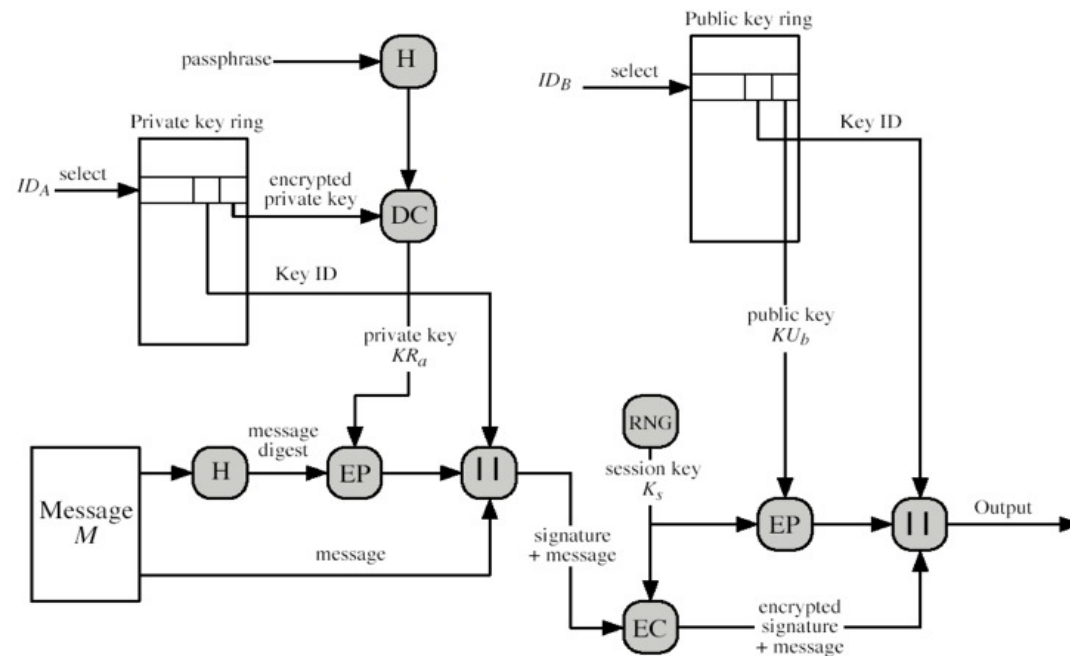 Public key ring
passphrase
H
ID_B
select
Private key ring
Key ID
ID_A
select
encrypted
private key
DC
Key ID
private key
KR_a
public key
KU_b
RNG
session key
K_s
message
digest
H
EP
||
Message
M
message
signature
+ message
EP
||
Output
EC
encrypted
signature
+ message